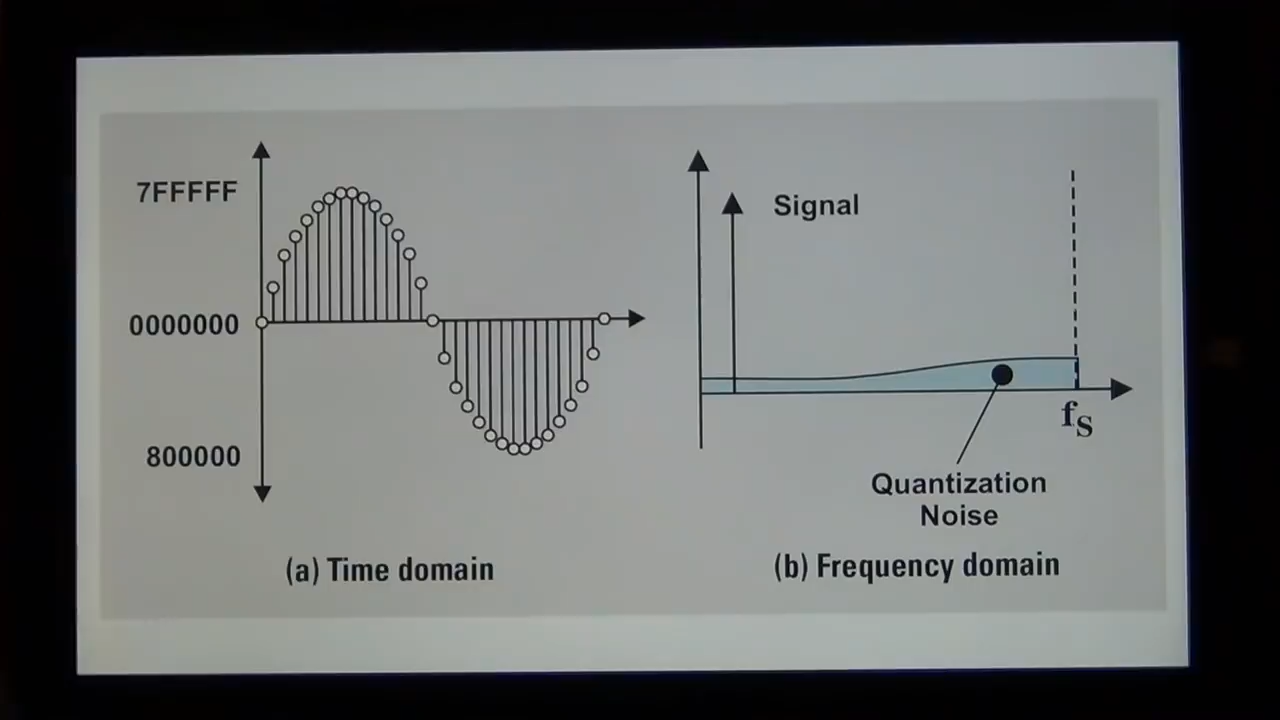 7FFFFF
0000000
800000
(a) Time domain
Signal
fS
Quantization
Noise
(b) Frequency domain